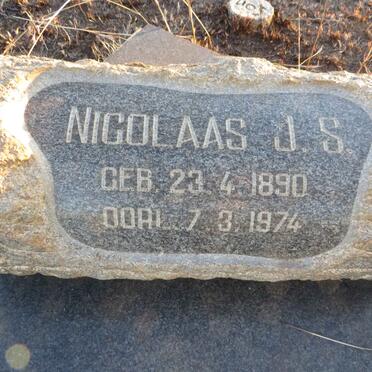 NICOLAAS J. S.
GEB. 23. 4. 1890
OORL. 7. 3. 1974